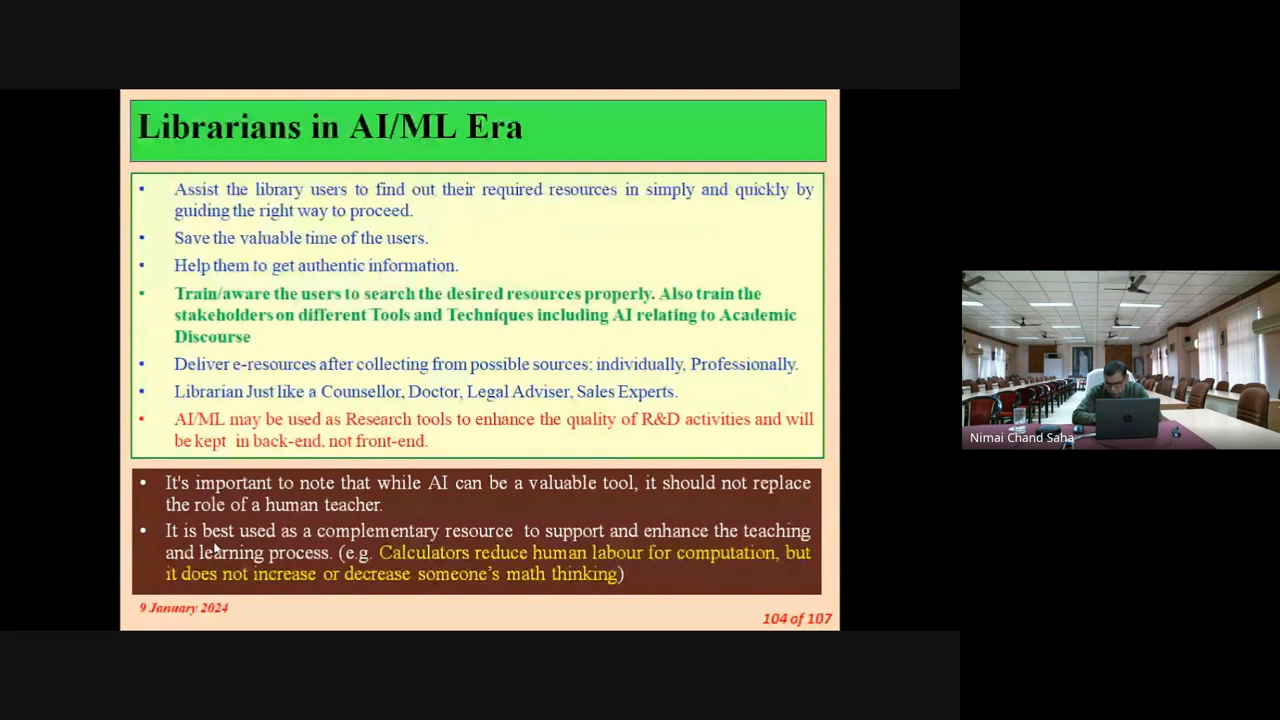 Librarians in AI/ML Era
• Assist the library users to find out their required resources in simply and quickly by
guiding the right way to proceed.
• Save the valuable time of the users.
• Help them to get authentic information.
• Train/aware the users to search the desired resources properly. Also train the
stakeholders on different Tools and Techniques including AI relating to Academic
Discourse
• Deliver e-resources after collecting from possible sources; individually, Professionally.
• Librarian Just like a Counsellor, Doctor, Legal Adviser, Sales Experts.
• AI/ML may be used as Research tools to enhance the quality of R&D activities and will
be kept in back-end, not front-end.
• It's important to note that while AI can be a valuable tool, it should not replace
the role of a human teacher.
• It is best used as a complementary resource to support and enhance the teaching
and learning process. (e.g. Calculators reduce human labour for computation, but
it does not increase or decrease someone’s math thinking)
9 January 2024
104 of 107
Nimai Chand Saha